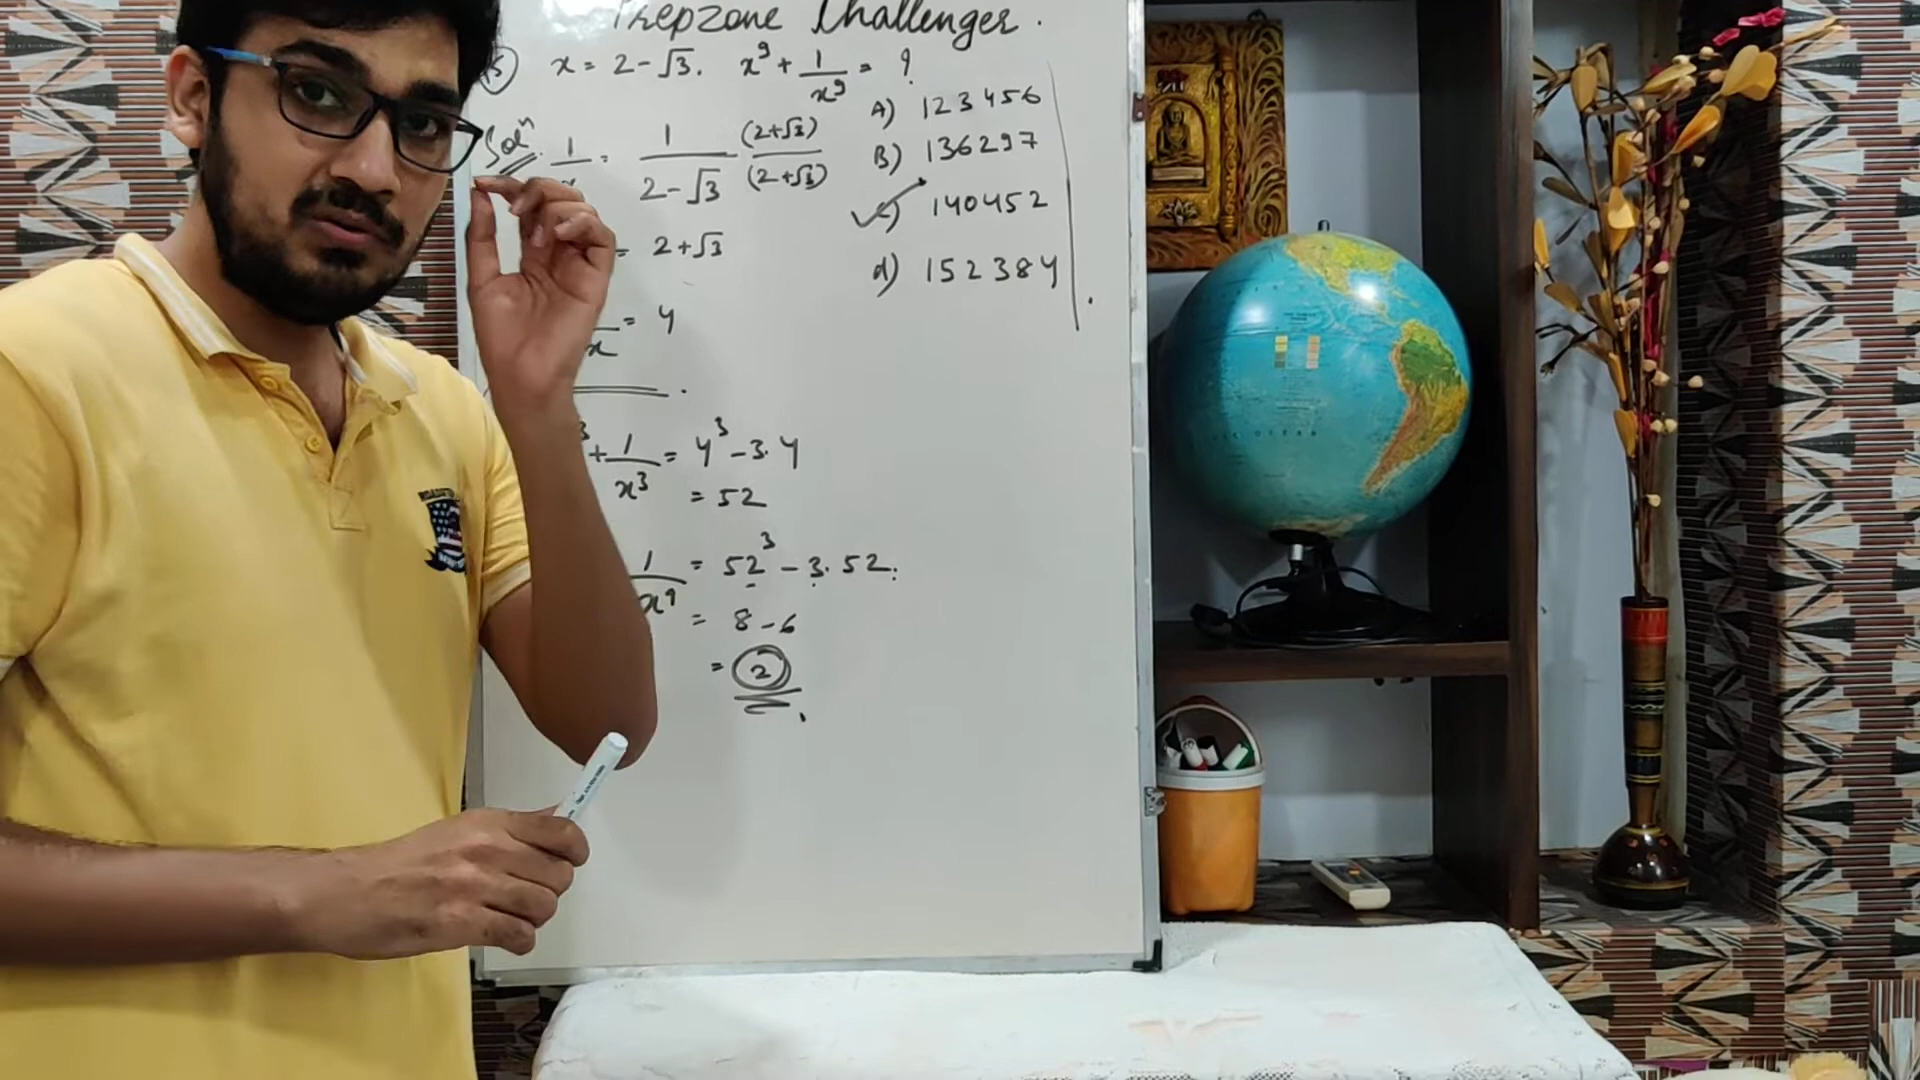 Prepzone Challenger.
x = 2 - √3. x⁹ + 1/x⁹ = ?
A) 123456
B) 136297
C) 140452
d) 152384
Solⁿ. 1/x = 1/(2 - √3) (2+√3)/(2+√3)
= 2 + √3
= 4
+ 1/x³ = 4³ - 3.4
= 52
1/x⁹ = 52³ - 3.52.
= 8 - 6
= 2